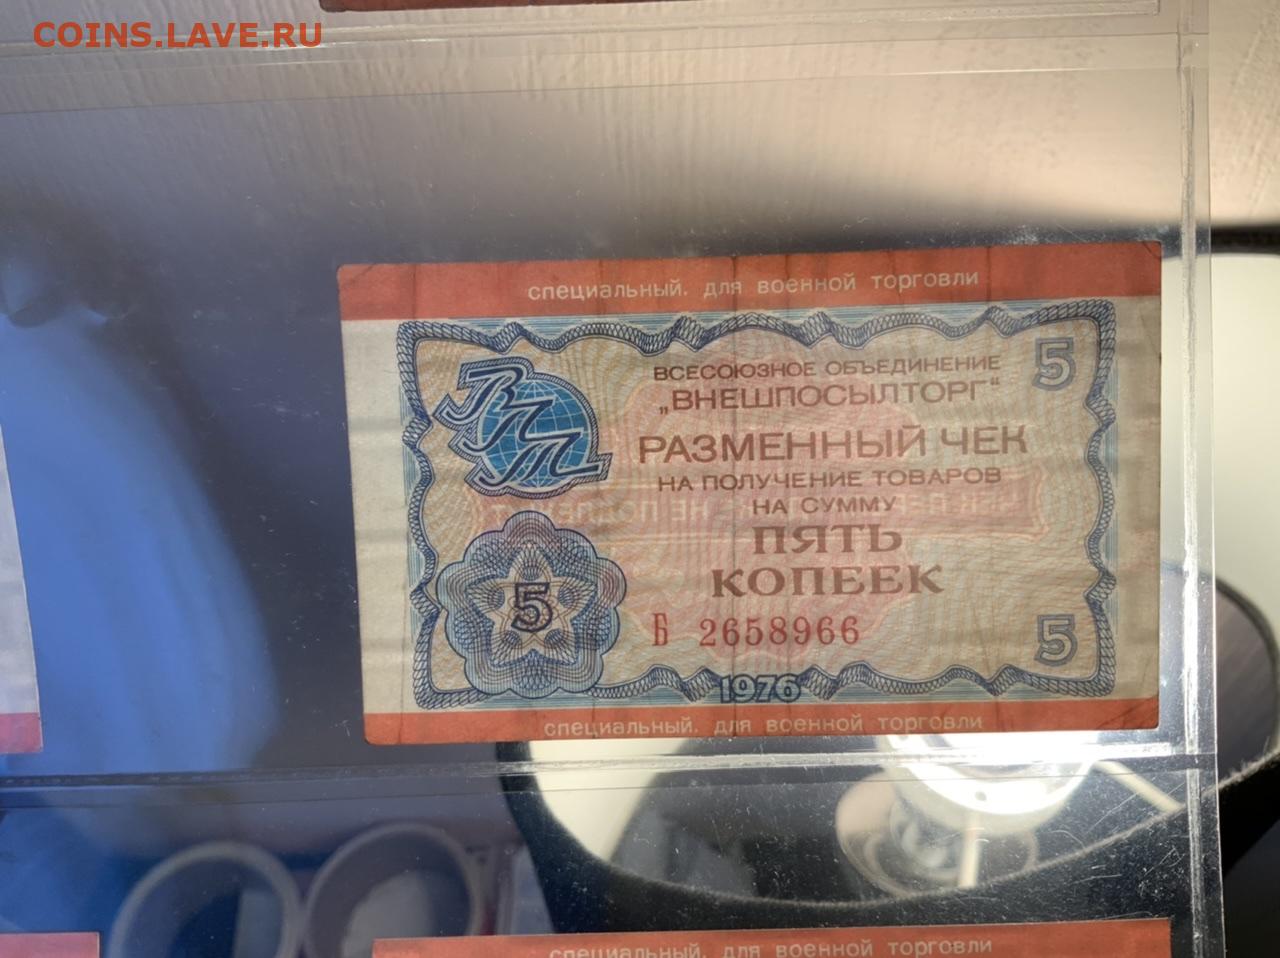 COINS.LAVE.RU
специальный. для военной торговли
ВПТ
ВСЕСОЮЗНОЕ ОБЪЕДИНЕНИЕ
„ВНЕШПОСЫЛТОРГ“
5
РАЗМЕННЫЙ ЧЕК
НА ПОЛУЧЕНИЕ ТОВАРОВ
НА СУММУ
ПЯТЬ
КОПЕЕК
5
Б 2658966
5
1976
специальный. для военной торговли
специальный. для военной торговли